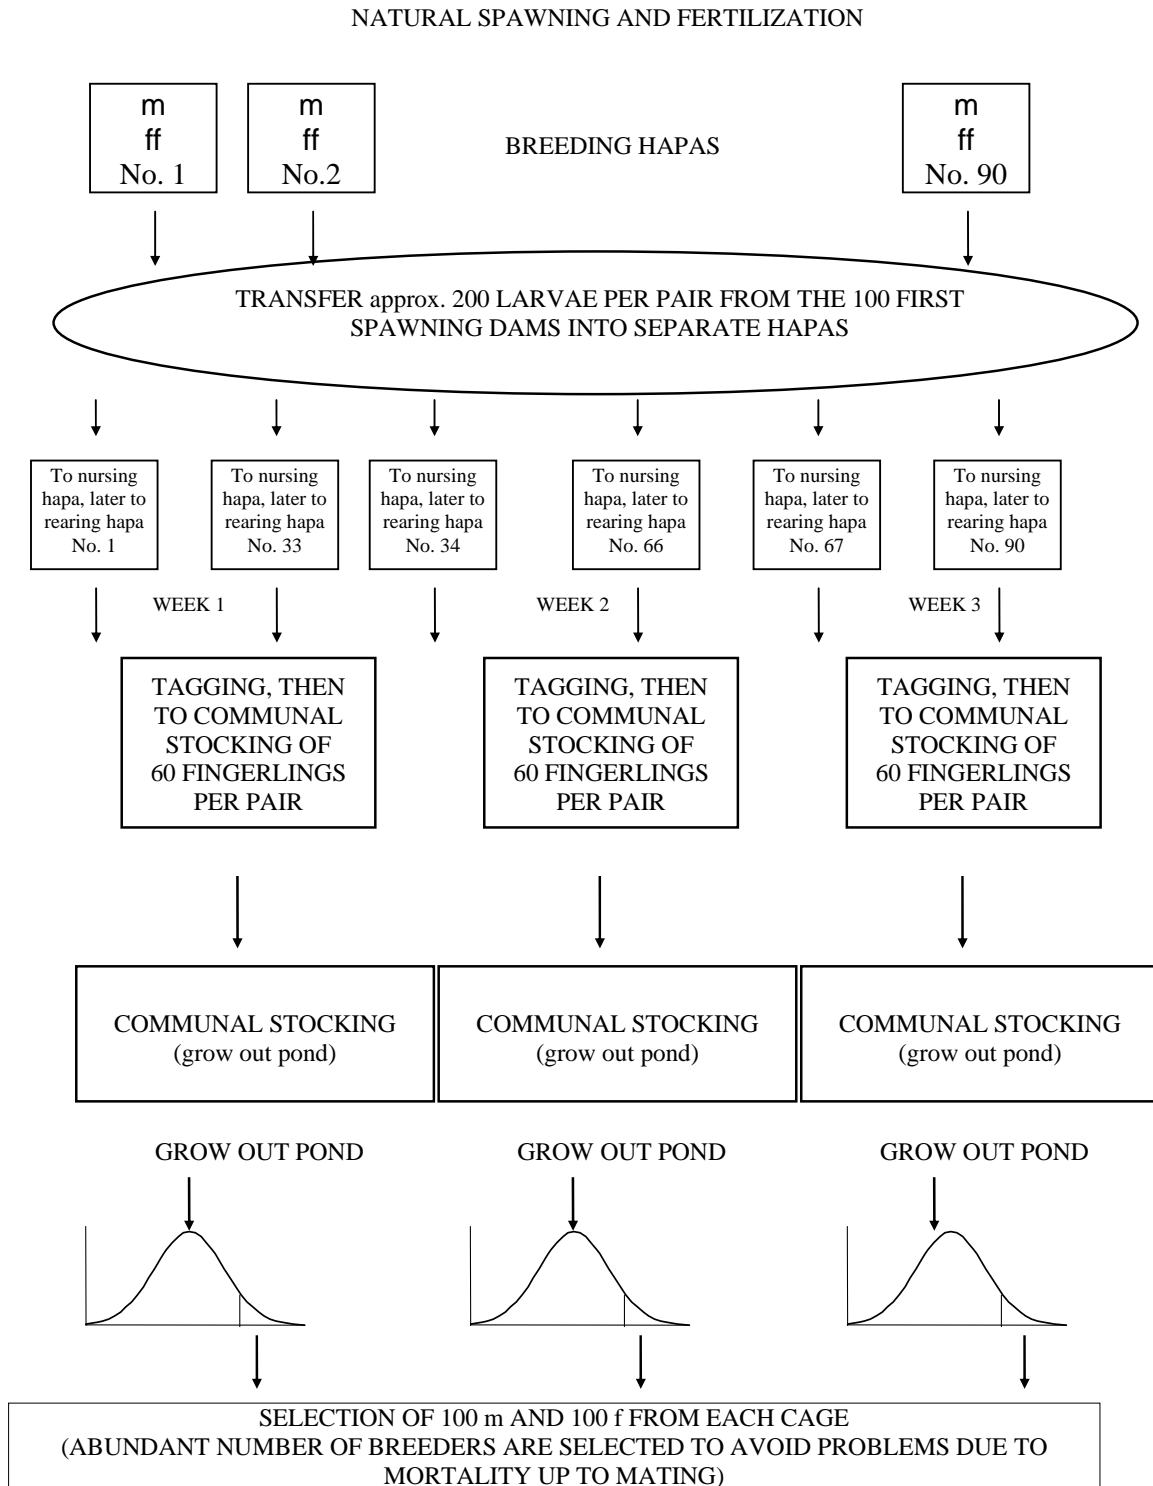 NATURAL SPAWNING AND FERTILIZATION
m
ff
No. 1
m
ff
No.2
BREEDING HAPAS
m
ff
No. 90
TRANSFER approx. 200 LARVAE PER PAIR FROM THE 100 FIRST
SPAWNING DAMS INTO SEPARATE HAPAS
To nursing
hapa, later to
rearing hapa
No. 1
To nursing
hapa, later to
rearing hapa
No. 33
To nursing
hapa, later to
rearing hapa
No. 34
To nursing
hapa, later to
rearing hapa
No. 66
To nursing
hapa, later to
rearing hapa
No. 67
To nursing
hapa, later to
rearing hapa
No. 90
WEEK 1
WEEK 2
WEEK 3
TAGGING, THEN
TO COMMUNAL
STOCKING OF
60 FINGERLINGS
PER PAIR
TAGGING, THEN
TO COMMUNAL
STOCKING OF
60 FINGERLINGS
PER PAIR
TAGGING, THEN
TO COMMUNAL
STOCKING OF
60 FINGERLINGS
PER PAIR
COMMUNAL STOCKING
(grow out pond)
COMMUNAL STOCKING
(grow out pond)
COMMUNAL STOCKING
(grow out pond)
GROW OUT POND
GROW OUT POND
GROW OUT POND
SELECTION OF 100 m AND 100 f FROM EACH CAGE
(ABUNDANT NUMBER OF BREEDERS ARE SELECTED TO AVOID PROBLEMS DUE TO
MORTALITY UP TO MATING)